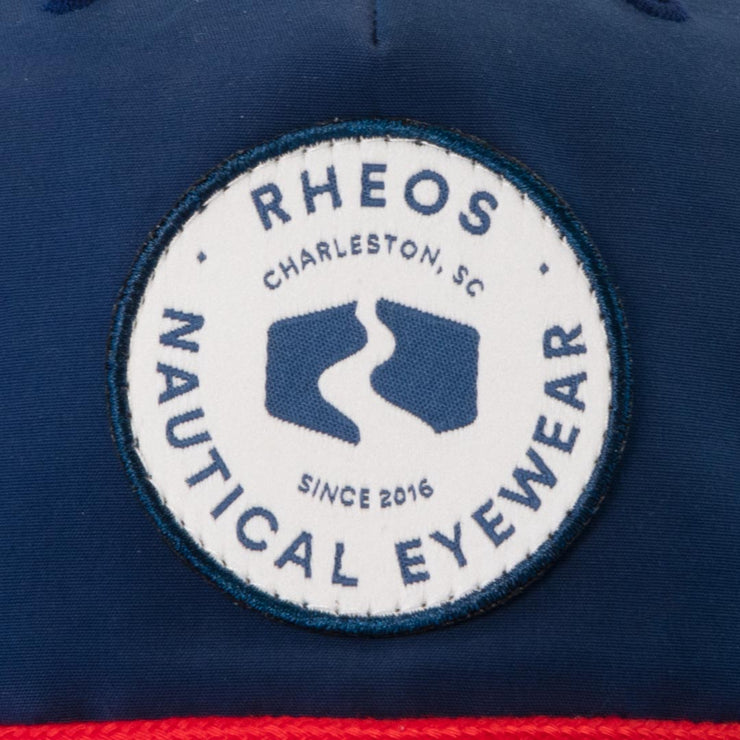 RHEOS
CHARLESTON, SC
SINCE 2016
NAUTICAL EYEWEAR